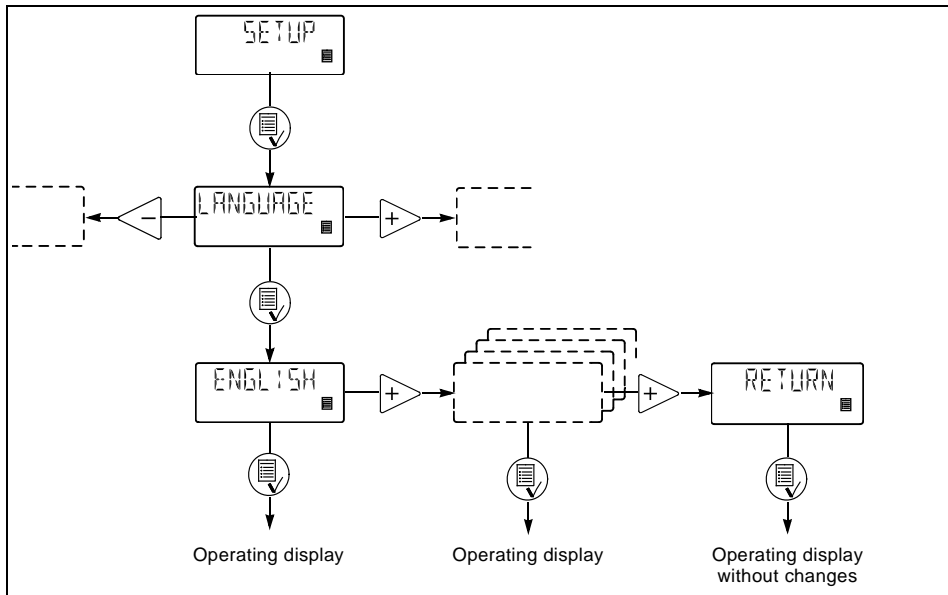 SETUP
LANGUAGE
−
+
ENGLISH
+
+
RETURN
Operating display
Operating display
Operating display
without changes